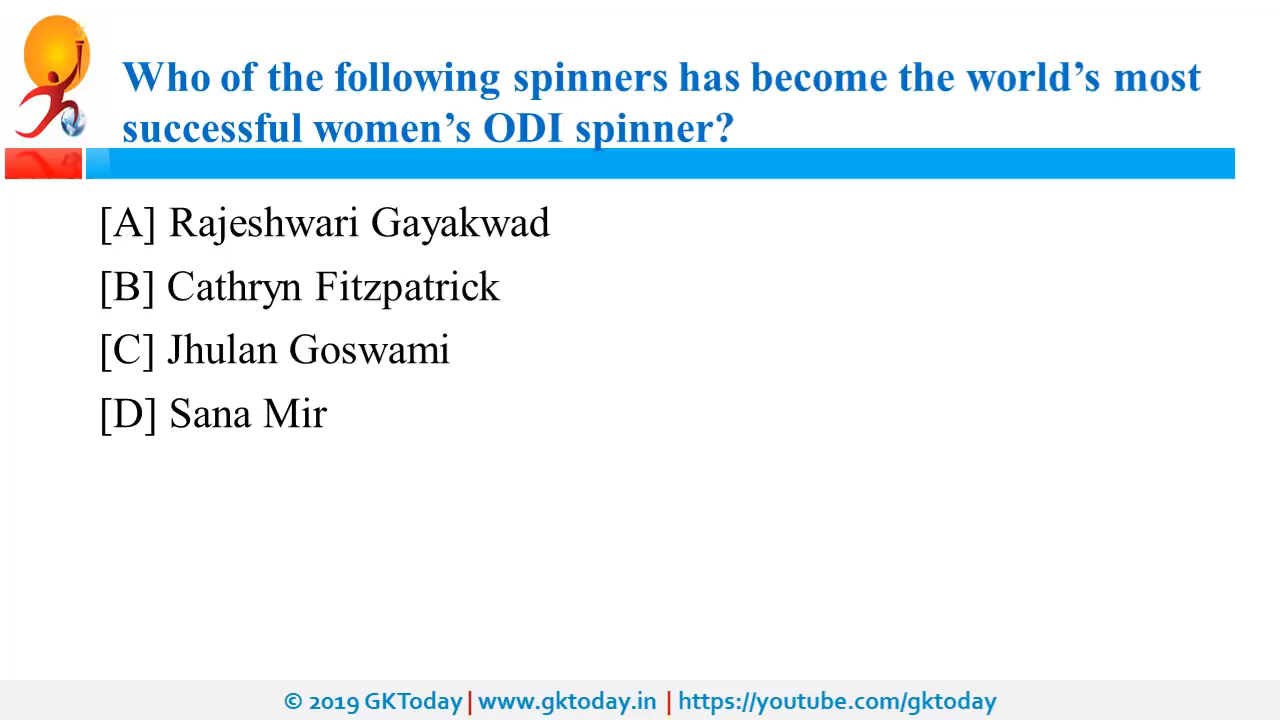 Who of the following spinners has become the world’s most
successful women’s ODI spinner?
[A] Rajeshwari Gayakwad
[B] Cathryn Fitzpatrick
[C] Jhulan Goswami
[D] Sana Mir
© 2019 GKToday | www.gktoday.in | https://youtube.com/gktoday